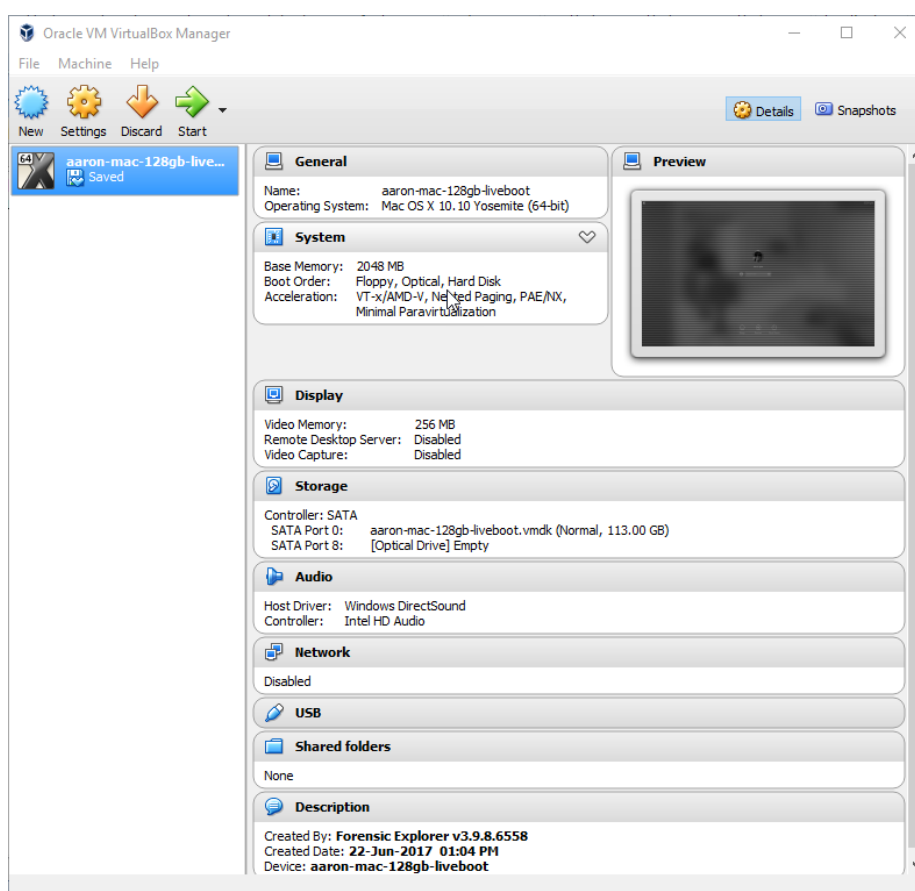 Oracle VM VirtualBox Manager
File Machine Help
New Settings Discard Start
Details Snapshots
64
aaron-mac-128gb-live...
Saved
General
Name: aaron-mac-128gb-liveboot
Operating System: Mac OS X 10.10 Yosemite (64-bit)
Preview
System
Base Memory: 2048 MB
Boot Order: Floppy, Optical, Hard Disk
Acceleration: VT-x/AMD-V, Nested Paging, PAE/NX,
Minimal Paravirtualization
Display
Video Memory: 256 MB
Remote Desktop Server: Disabled
Video Capture: Disabled
Storage
Controller: SATA
SATA Port 0: aaron-mac-128gb-liveboot.vmdk (Normal, 113.00 GB)
SATA Port 8: [Optical Drive] Empty
Audio
Host Driver: Windows DirectSound
Controller: Intel HD Audio
Network
Disabled
USB
Shared folders
None
Description
Created By: Forensic Explorer v3.9.8.6558
Created Date: 22-Jun-2017 01:04 PM
Device: aaron-mac-128gb-liveboot